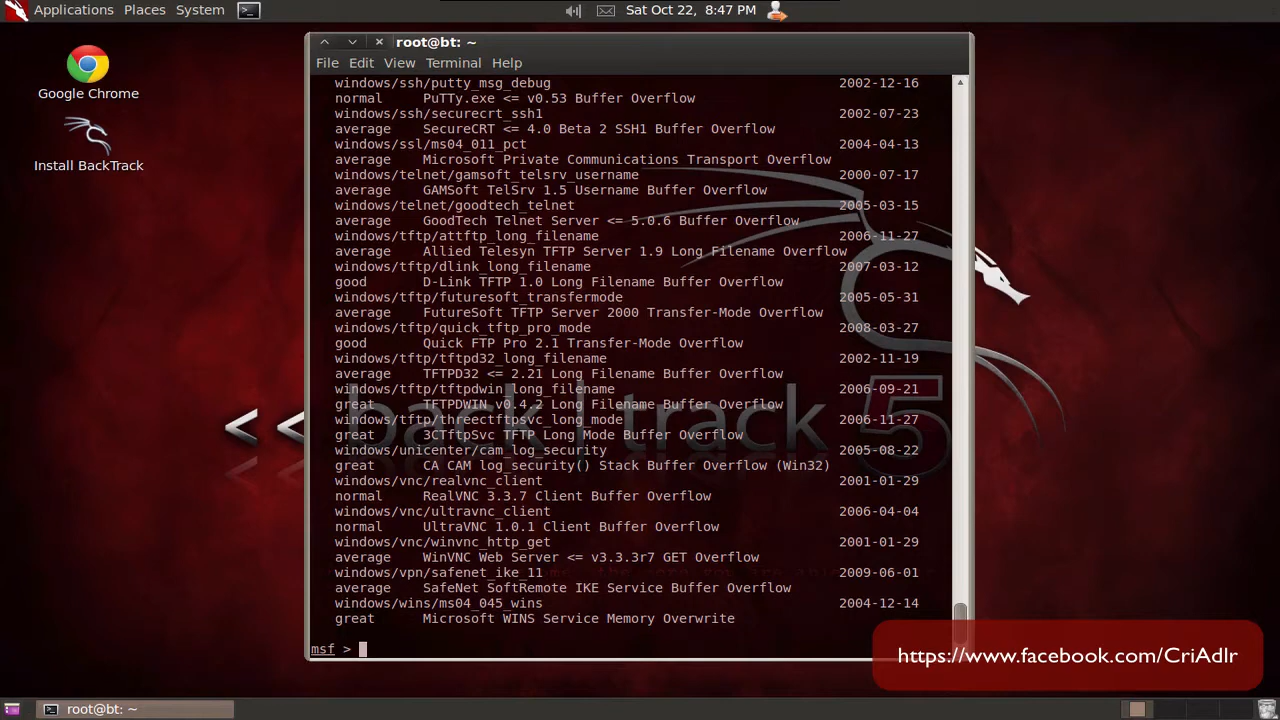 Applications Places System Sat Oct 22, 8:47 PM
root@bt: ~
File Edit View Terminal Help
Google Chrome
Install BackTrack
windows/ssh/putty_msg_debug 2002-12-16
normal PuTTy.exe <= v0.53 Buffer Overflow
windows/ssh/securecrt_ssh1 2002-07-23
average SecureCRT <= 4.0 Beta 2 SSH1 Buffer Overflow
windows/ssl/ms04_011_pct 2004-04-13
average Microsoft Private Communications Transport Overflow
windows/telnet/gamsoft_telsrv_username 2000-07-17
average GAMSoft TelSrv 1.5 Username Buffer Overflow
windows/telnet/goodtech_telnet 2005-03-15
average GoodTech Telnet Server <= 5.0.6 Buffer Overflow
windows/tftp/attftp_long_filename 2006-11-27
average Allied Telesyn TFTP Server 1.9 Long Filename Overflow
windows/tftp/dlink_long_filename 2007-03-12
good D-Link TFTP 1.0 Long Filename Buffer Overflow
windows/tftp/futuresoft_transfermode 2005-05-31
average FutureSoft TFTP Server 2000 Transfer-Mode Overflow
windows/tftp/quick_tftp_pro_mode 2008-03-27
good Quick FTP Pro 2.1 Transfer-Mode Overflow
windows/tftp/tftpd32_long_filename 2002-11-19
average TFTPD32 <= 2.21 Long Filename Buffer Overflow
windows/tftp/tftpdwin_long_filename 2006-09-21
great TFTPDWIN v0.4.2 Long Filename Buffer Overflow
windows/tftp/threectftpsvc_long_mode 2006-11-27
great 3CTftpSvc TFTP Long Mode Buffer Overflow
windows/unicenter/cam_log_security 2005-08-22
great CA CAM log_security() Stack Buffer Overflow (Win32)
windows/vnc/realvnc_client 2001-01-29
normal RealVNC 3.3.7 Client Buffer Overflow
windows/vnc/ultravnc_client 2006-04-04
normal UltraVNC 1.0.1 Client Buffer Overflow
windows/vnc/winvnc_http_get 2001-01-29
average WinVNC Web Server <= v3.3.3r7 GET Overflow
windows/vpn/safenet_ike_11 2009-06-01
average SafeNet SoftRemote IKE Service Buffer Overflow
windows/wins/ms04_045_wins 2004-12-14
great Microsoft WINS Service Memory Overwrite
msf >
<< back | track 5
https://www.facebook.com/CriAdlr
root@bt: ~